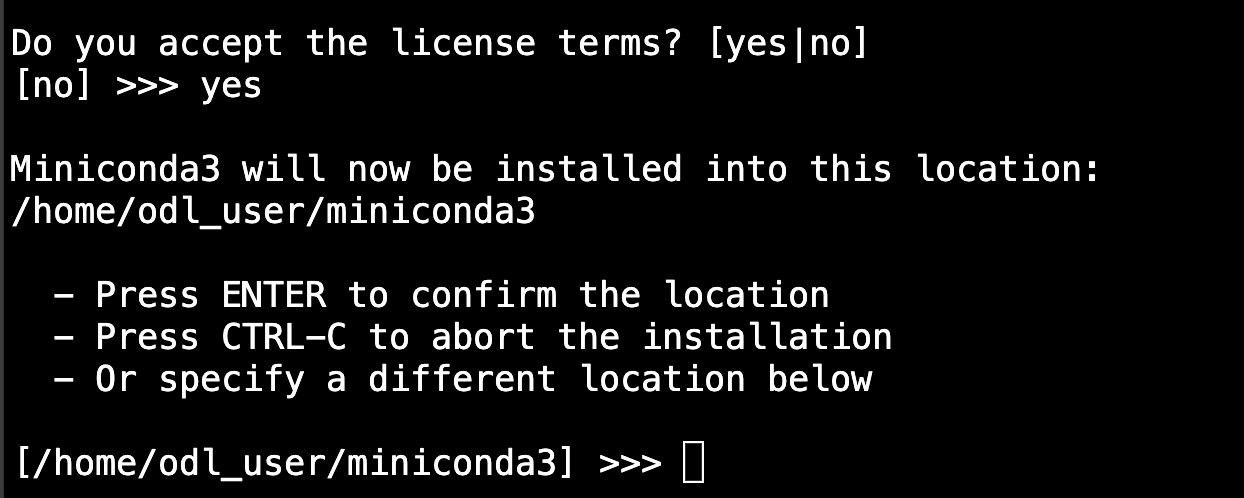 Do you accept the license terms? [yes|no]
[no] >>> yes
Miniconda3 will now be installed into this location:
/home/odl_user/miniconda3
- Press ENTER to confirm the location
- Press CTRL-C to abort the installation
- Or specify a different location below
[/home/odl_user/miniconda3] >>>